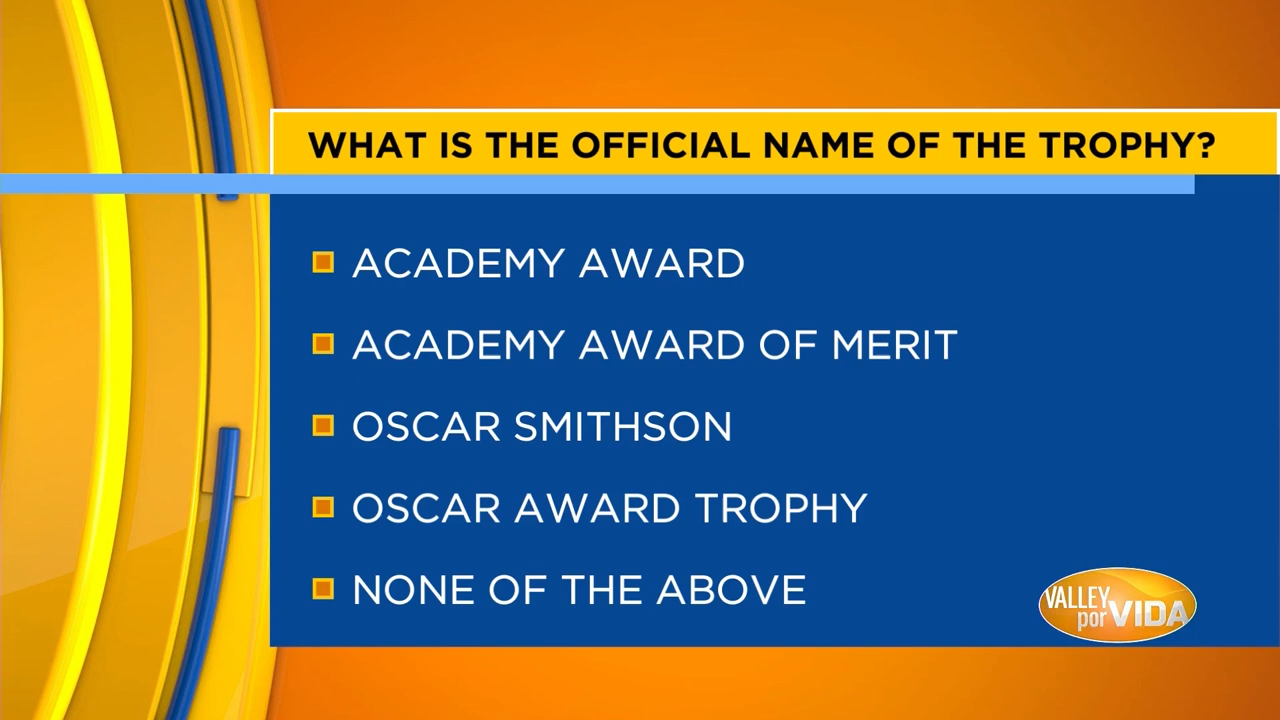 WHAT IS THE OFFICIAL NAME OF THE TROPHY?
ACADEMY AWARD
ACADEMY AWARD OF MERIT
OSCAR SMITHSON
OSCAR AWARD TROPHY
NONE OF THE ABOVE
VALLEY
por VIDA